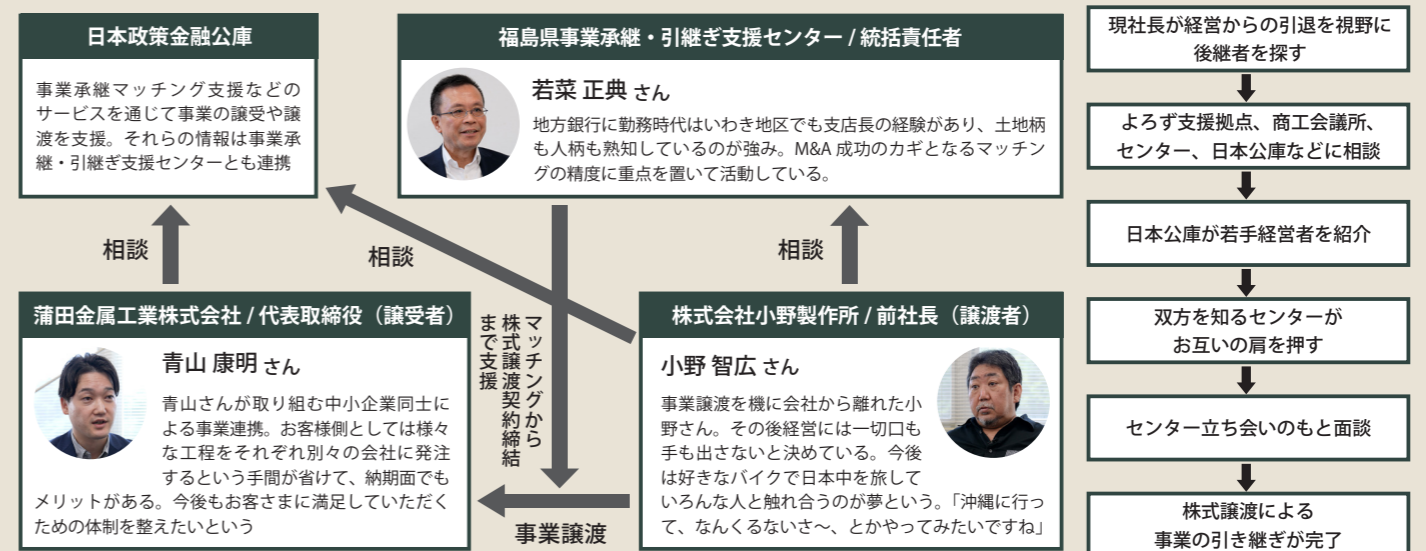 日本政策金融公庫
事業承継マッチング支援などの
サービスを通じて事業の譲受や譲
渡を支援。それらの情報は事業承
継・引継ぎ支援センターとも連携
福島県事業承継・引継ぎ支援センター / 統括責任者
若菜 正典 さん
地方銀行に勤務時代はいわき地区でも支店長の経験があり、土地柄
も人柄も熟知しているのが強み。M&A 成功のカギとなるマッチン
グの精度に重点を置いて活動している。
相談
相談
相談
蒲田金属工業株式会社 / 代表取締役（譲受者）
青山 康明 さん
青山さんが取り組む中小企業同士に
よる事業連携。お客様側としては様々
な工程をそれぞれ別々の会社に発注
するという手間が省けて、納期面でも
メリットがある。今後もお客さまに満足していただく
ための体制を整えたいという
マッチングから
株式譲渡契約締結
まで支援
事業譲渡
株式会社小野製作所 / 前社長（譲渡者）
小野 智広 さん
事業譲渡を機に会社から離れた小
野さん。その後経営には一切口も
手も出さないと決めている。今後
は好きなバイクで日本中を旅して
いろんな人と触れ合うのが夢という。「沖縄に行っ
て、なんくるないさ〜、とかやってみたいですね」
現社長が経営からの引退を視野に
後継者を探す
よろず支援拠点、商工会議所、
センター、日本公庫などに相談
日本公庫が若手経営者を紹介
双方を知るセンターが
お互いの肩を押す
センター立ち会いのもと面談
株式譲渡による
事業の引き継ぎが完了